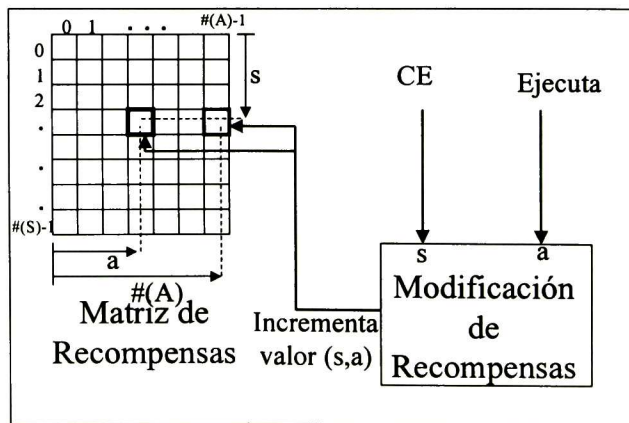 0 1 . . . #(A)-1
0
1
2
.
.
.
#(S)-1
s
a
#(A)
Matriz de
Recompensas
CE
Ejecuta
s a
Modificación
de
Recompensas
Incrementa
valor (s,a)